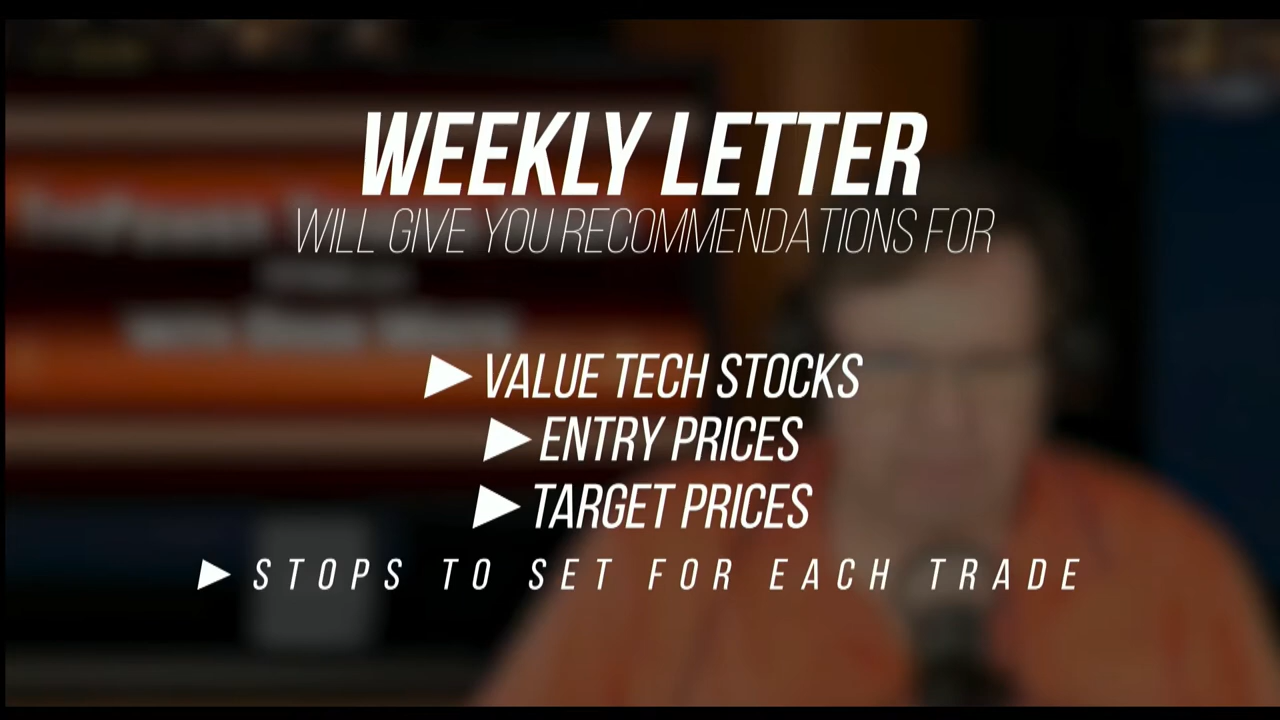 WEEKLY LETTER
WILL GIVE YOU RECOMMENDATIONS FOR
▶ VALUE TECH STOCKS
▶ ENTRY PRICES
▶ TARGET PRICES
▶ STOPS TO SET FOR EACH TRADE